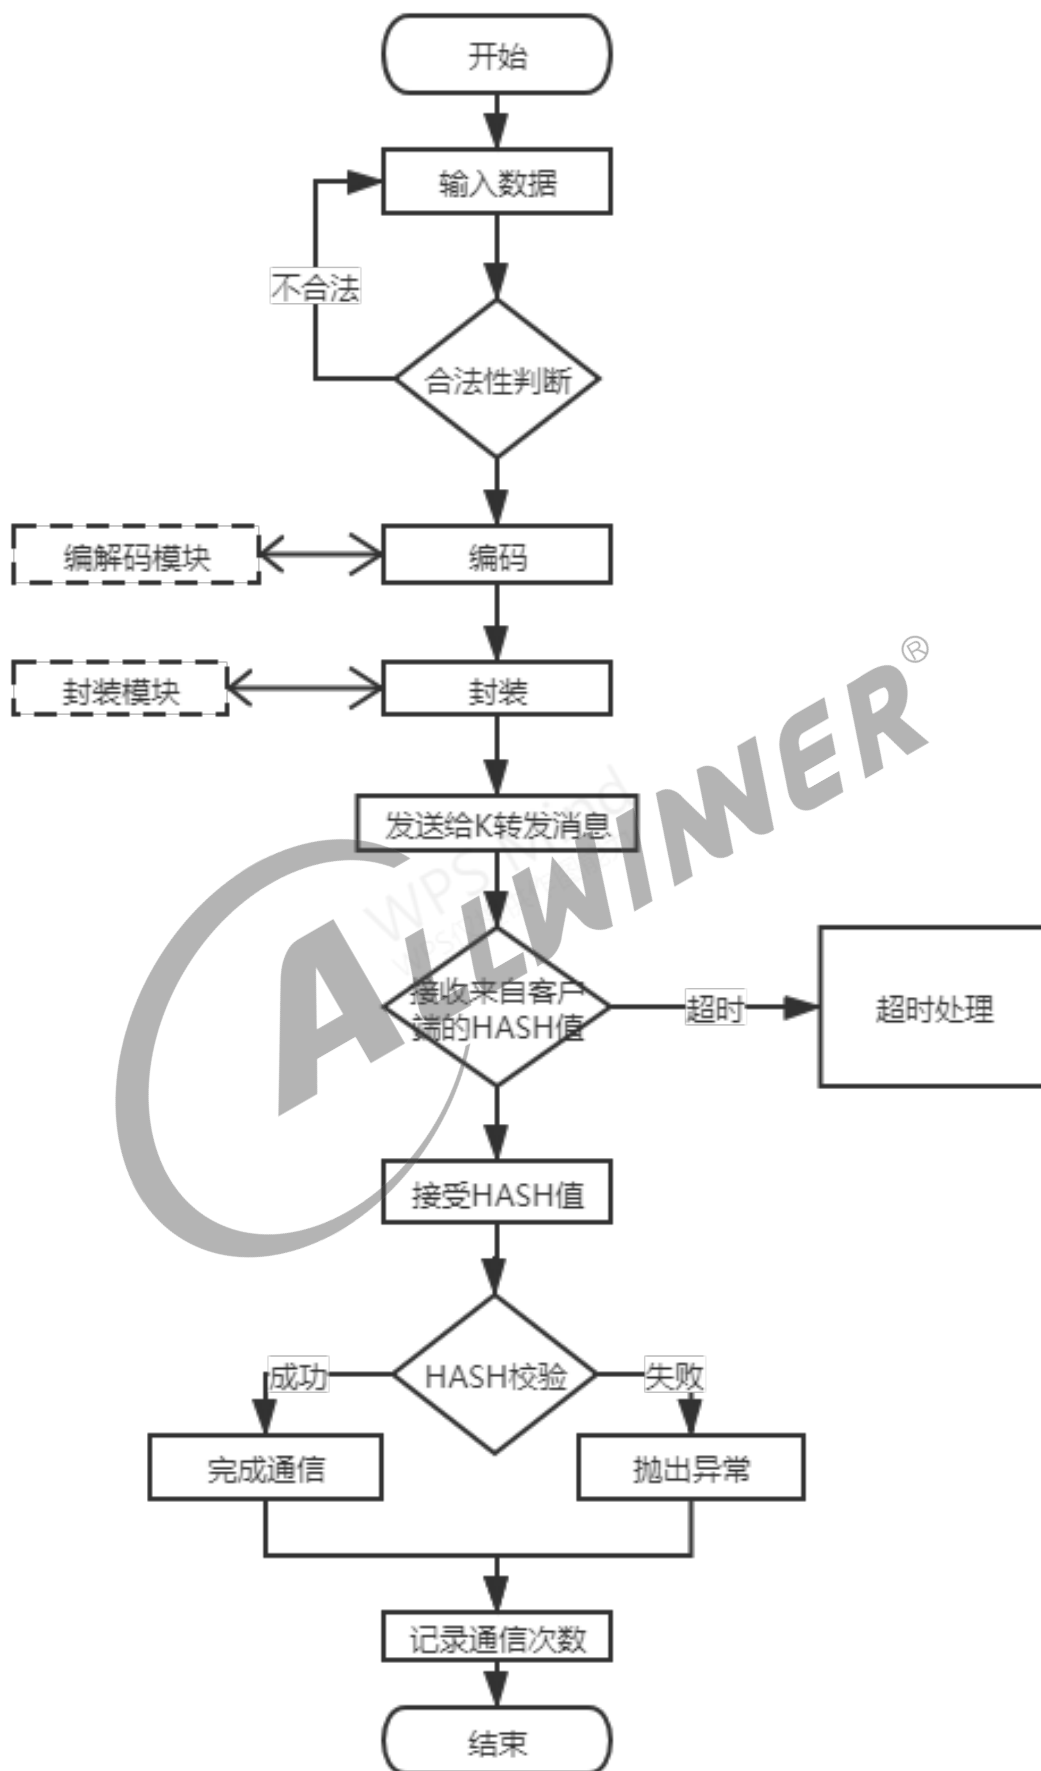 开始
输入数据
不合法
合法性判断
编解码模块
编码
封装模块
封装
发送给K转发消息
WPS Mind
ALLWINNER®
接收来自客户
端的HASH值
超时
超时处理
接受HASH值
HASH校验
成功
失败
完成通信
抛出异常
记录通信次数
结束